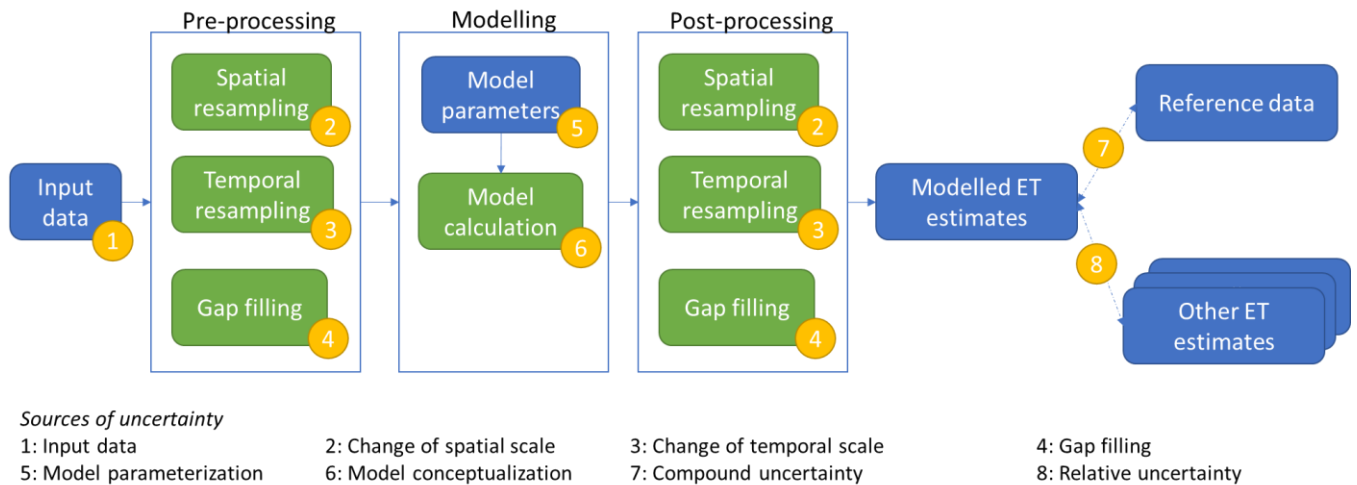 Pre-processing
Modelling
Post-processing
Input
data
1
Spatial
resampling
2
Temporal
resampling
3
Gap filling
4
Model
parameters
5
Model
calculation
6
Spatial
resampling
2
Temporal
resampling
3
Gap filling
4
Modelled ET
estimates
7
Reference data
8
Other ET
estimates
Sources of uncertainty
1: Input data 2: Change of spatial scale 3: Change of temporal scale 4: Gap filling
5: Model parameterization 6: Model conceptualization 7: Compound uncertainty 8: Relative uncertainty